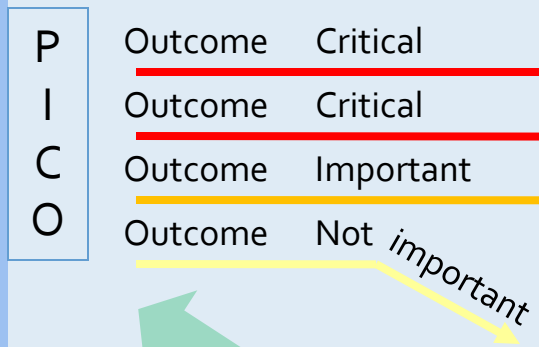 P
I
C
O
Outcome Critical
Outcome Critical
Outcome Important
Outcome Not important